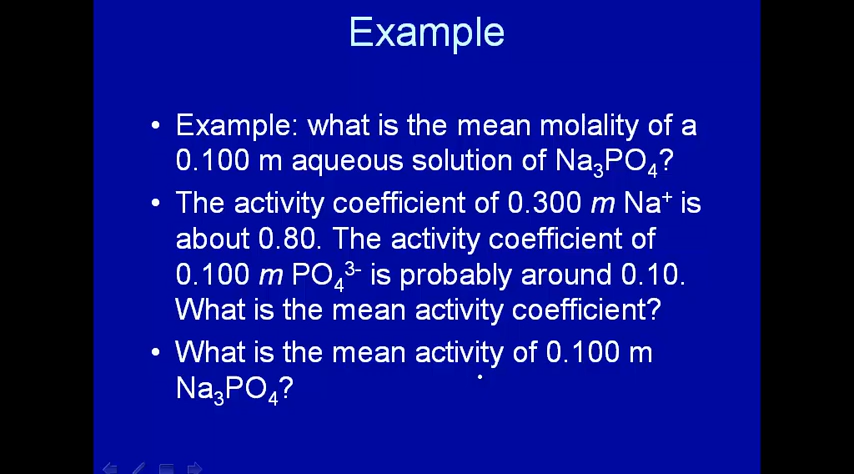 Example
• Example: what is the mean molality of a
0.100 m aqueous solution of Na₃PO₄?
• The activity coefficient of 0.300 m Na⁺ is
about 0.80. The activity coefficient of
0.100 m PO₄³⁻ is probably around 0.10.
What is the mean activity coefficient?
• What is the mean activity of 0.100 m
Na₃PO₄?